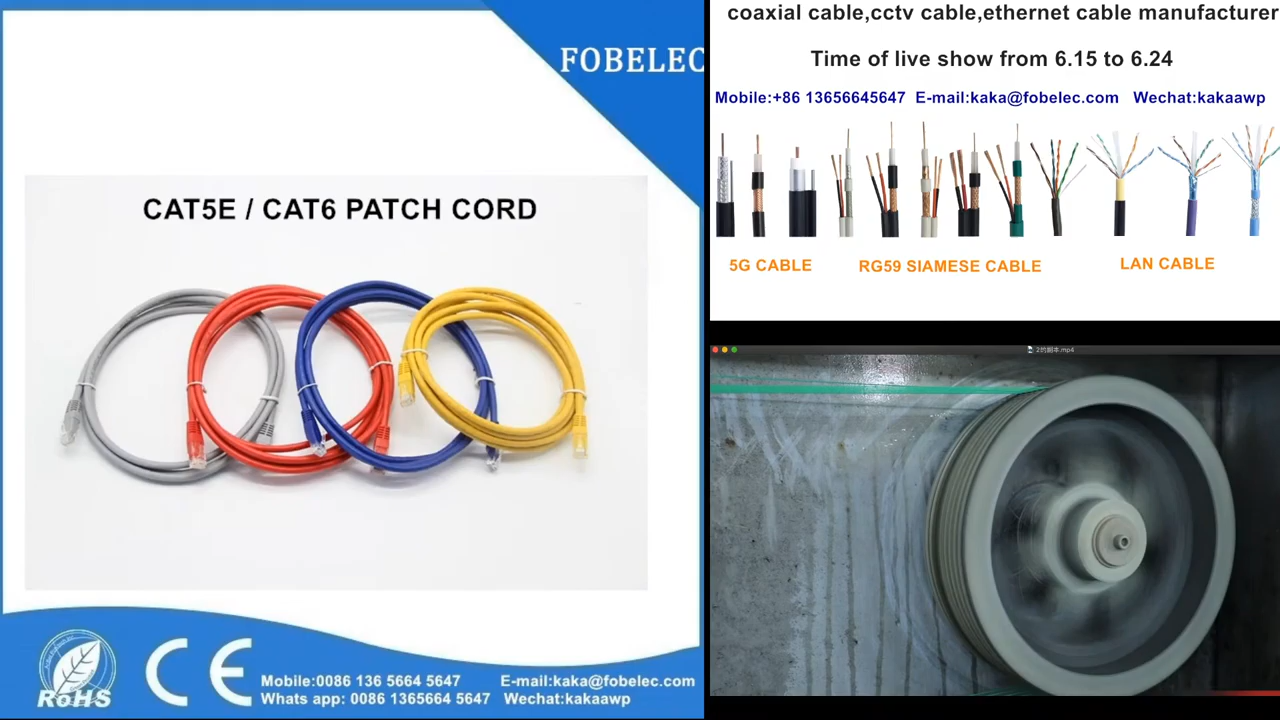 FOBELEC
CAT5E / CAT6 PATCH CORD
RoHS
CE
Mobile:0086 136 5664 5647 E-mail:kaka@fobelec.com
Whats app: 0086 1365664 5647 Wechat:kakaawp
coaxial cable,cctv cable,ethernet cable manufacturer
Time of live show from 6.15 to 6.24
Mobile:+86 13656645647 E-mail:kaka@fobelec.com Wechat:kakaawp
5G CABLE
RG59 SIAMESE CABLE
LAN CABLE